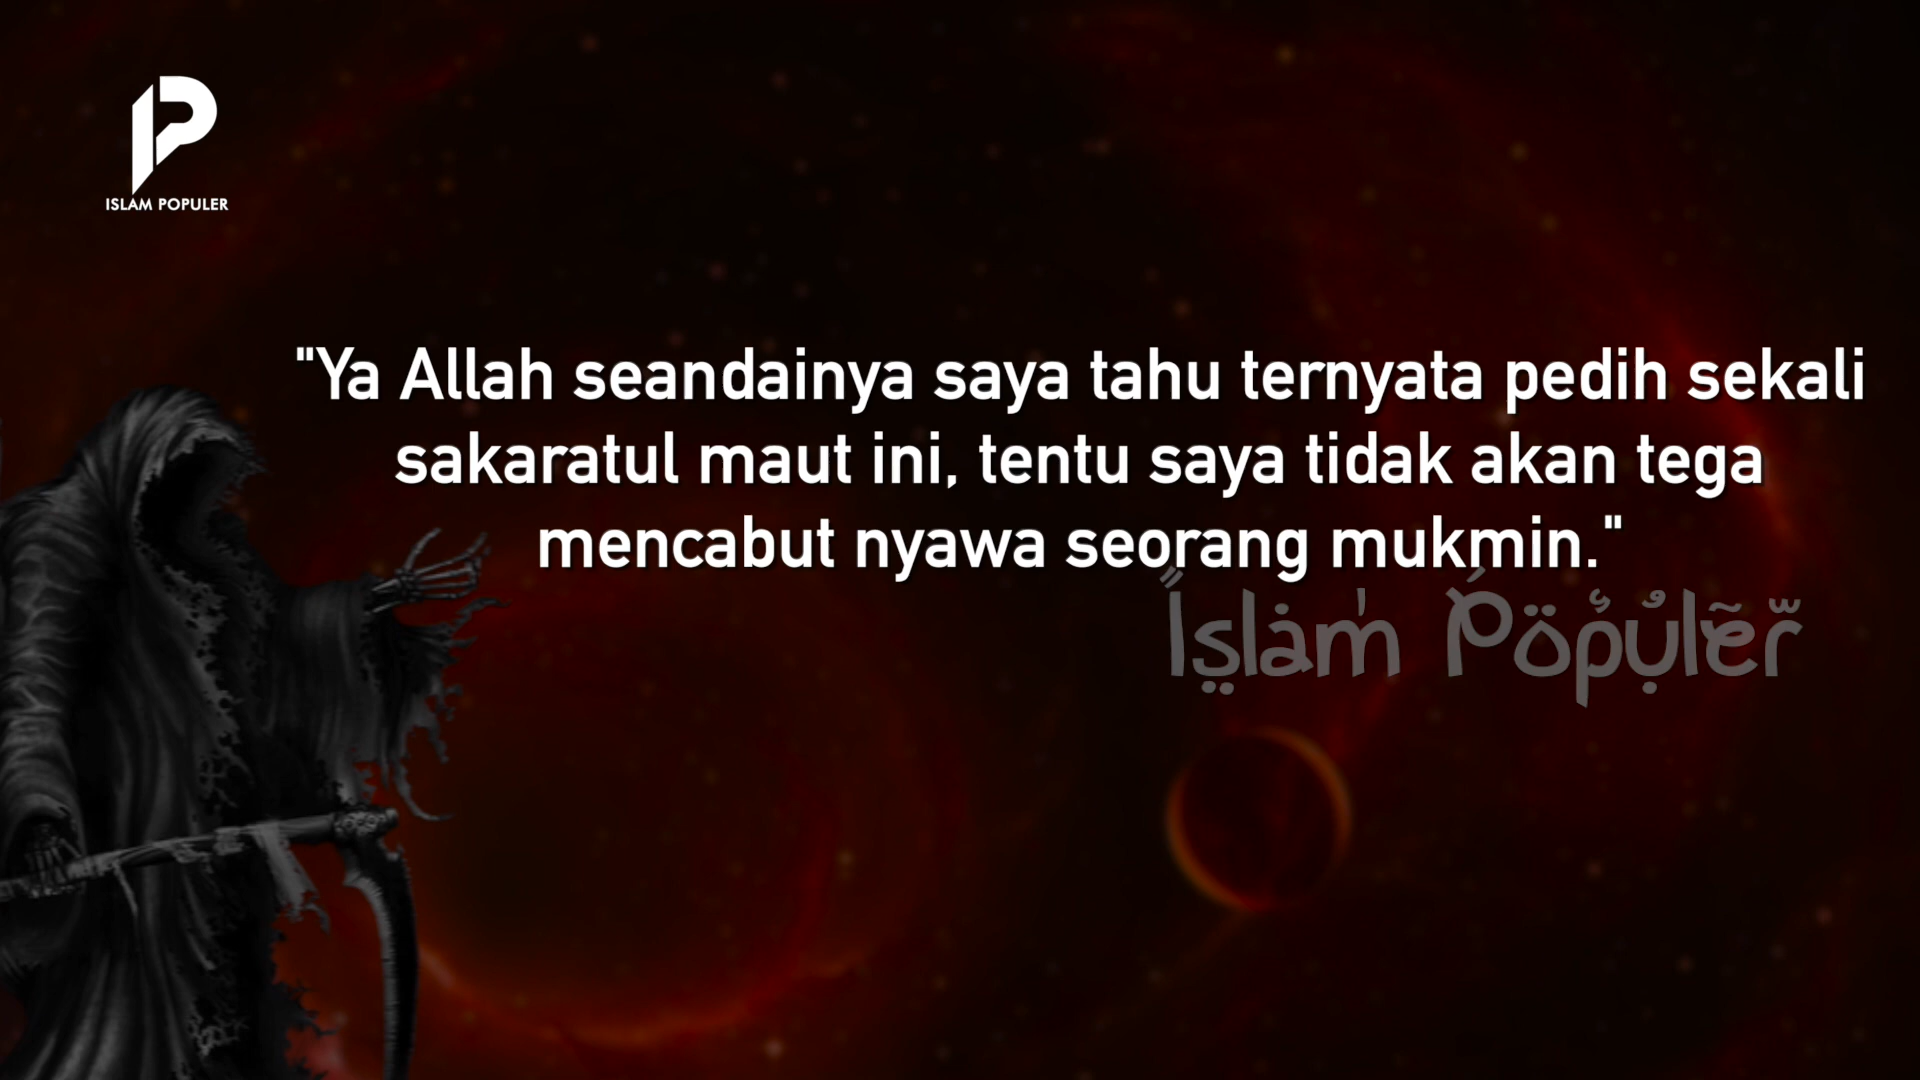 ISLAM POPULER
"Ya Allah seandainya saya tahu ternyata pedih sekali
sakaratul maut ini, tentu saya tidak akan tega
mencabut nyawa seorang mukmin."
Islam Populer